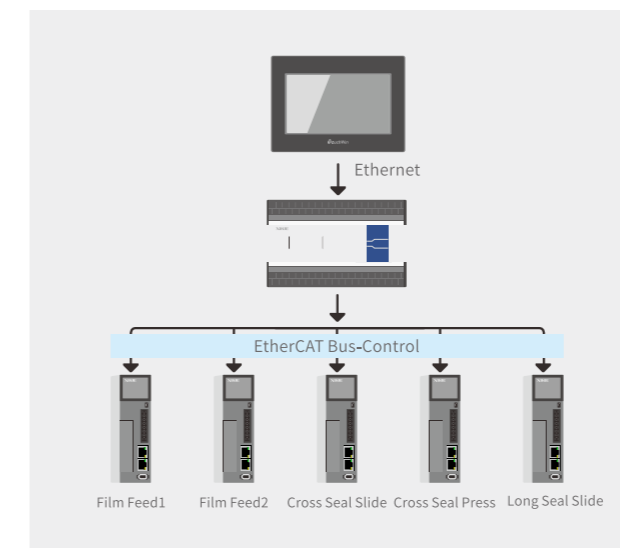 Ethernet
EtherCAT Bus-Control
Film Feed1 Film Feed2 Cross Seal Slide Cross Seal Press Long Seal Slide